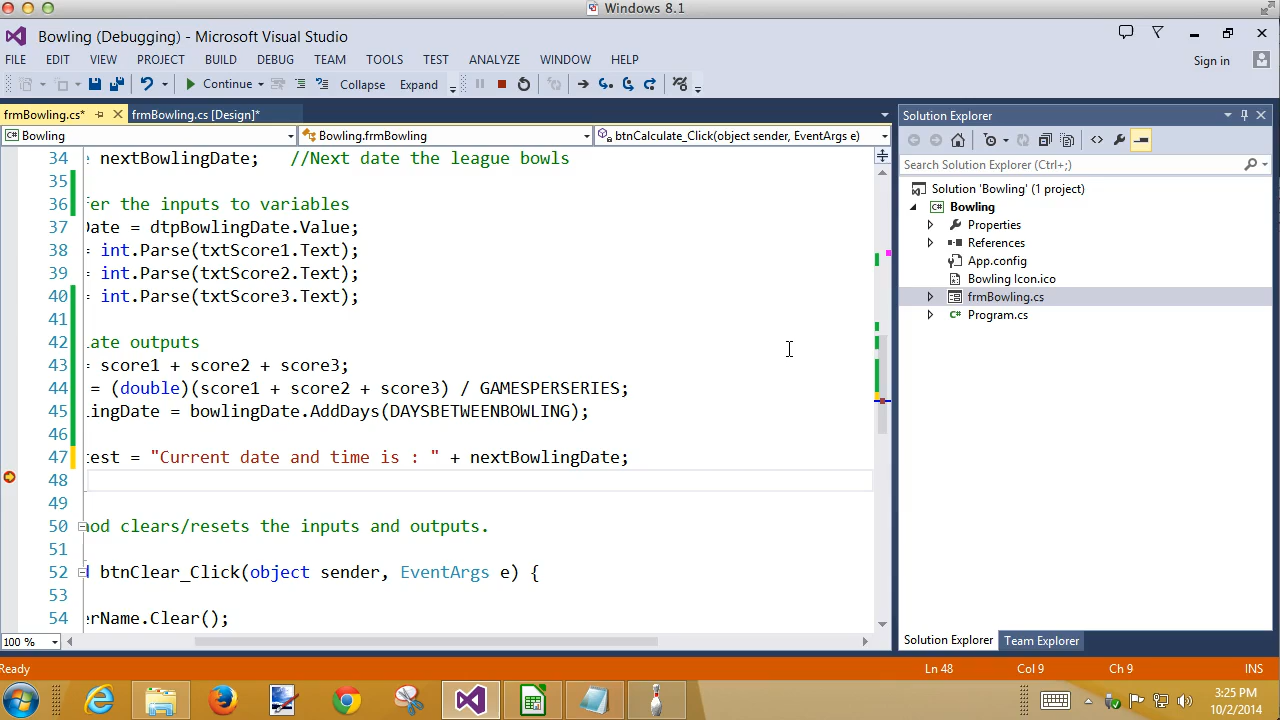 Windows 8.1
Bowling (Debugging) - Microsoft Visual Studio
FILE EDIT VIEW PROJECT BUILD DEBUG TEAM TOOLS TEST ANALYZE WINDOW HELP
Sign in
Continue Collapse Expand
frmBowling.cs* frmBowling.cs [Design]*
Bowling Bowling.frmBowling btnCalculate_Click(object sender, EventArgs e)
34 e nextBowlingDate; //Next date the league bowls
35
36 fer the inputs to variables
37 Date = dtpBowlingDate.Value;
38 = int.Parse(txtScore1.Text);
39 = int.Parse(txtScore2.Text);
40 = int.Parse(txtScore3.Text);
41
42 late outputs
43 = score1 + score2 + score3;
44 = (double)(score1 + score2 + score3) / GAMESPERSERIES;
45 lingDate = bowlingDate.AddDays(DAYSBETWEENBOWLING);
46
47 test = "Current date and time is : " + nextBowlingDate;
48
49
50 hod clears/resets the inputs and outputs.
51
52 d btnClear_Click(object sender, EventArgs e) {
53
54 erName.Clear();
100 %
Solution Explorer
Search Solution Explorer (Ctrl+;)
Solution 'Bowling' (1 project)
Bowling
Properties
References
App.config
Bowling Icon.ico
frmBowling.cs
Program.cs
Solution Explorer Team Explorer
Ready Ln 48 Col 9 Ch 9 INS
3:25 PM
10/2/2014